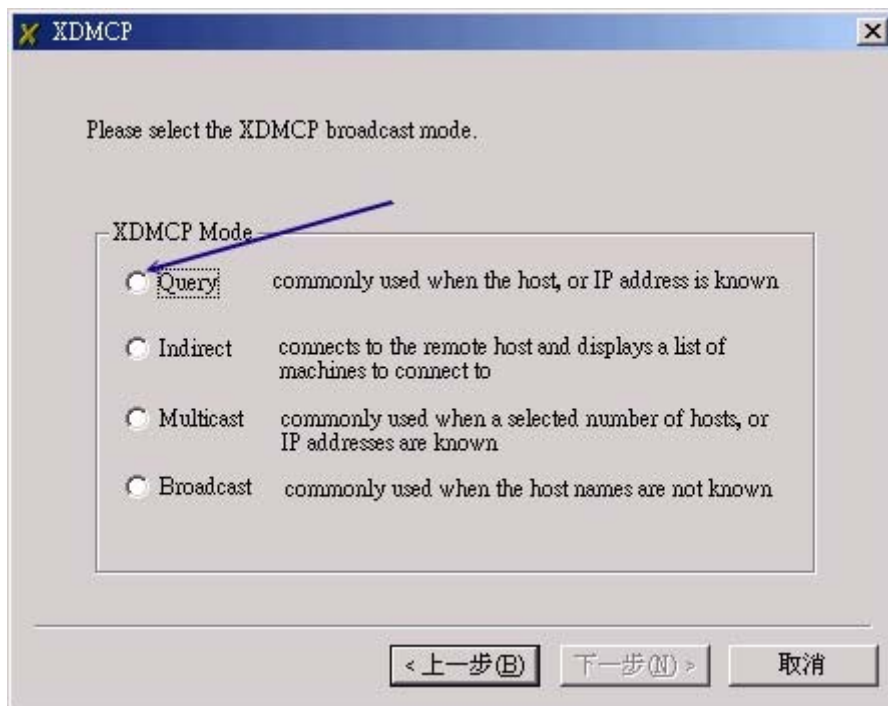 XDMCP
Please select the XDMCP broadcast mode.
XDMCP Mode
Query commonly used when the host, or IP address is known
Indirect connects to the remote host and displays a list of
machines to connect to
Multicast commonly used when a selected number of hosts, or
IP addresses are known
Broadcast commonly used when the host names are not known
< 上一步(B) 下一步(N) > 取消